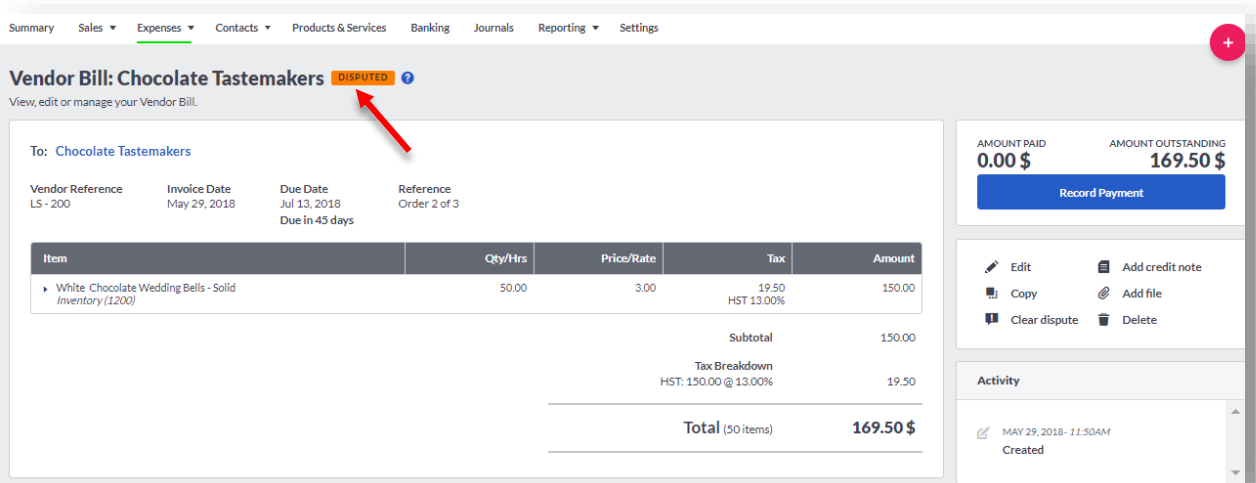 Summary Sales Expenses Contacts Products & Services Banking Journals Reporting Settings
+
Vendor Bill: Chocolate Tastemakers DISPUTED ?
View, edit or manage your Vendor Bill.
To: Chocolate Tastemakers
Vendor Reference Invoice Date Due Date Reference
LS - 200 May 29, 2018 Jul 13, 2018 Order 2 of 3
Due in 45 days
Item Qty/Hrs Price/Rate Tax Amount
White Chocolate Wedding Bells - Solid 50.00 3.00 19.50 150.00
Inventory (1200) HST 13.00%
Subtotal 150.00
Tax Breakdown
HST: 150.00 @ 13.00% 19.50
Total (50 items) 169.50 $
AMOUNT PAID AMOUNT OUTSTANDING
0.00 $ 169.50 $
Record Payment
Edit Add credit note
Copy Add file
Clear dispute Delete
Activity
MAY 29, 2018 - 11:50AM
Created